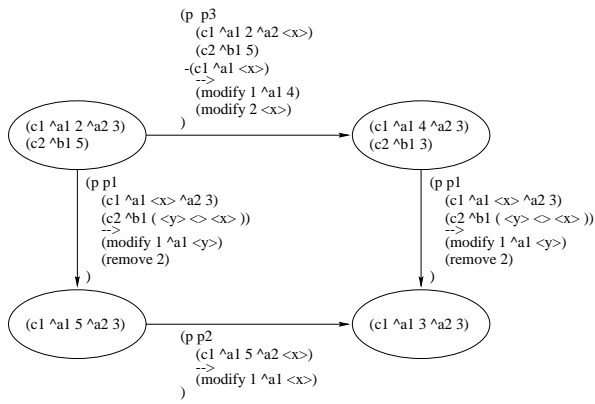 (p p3
(c1 ^a1 2 ^a2 <x>)
(c2 ^b1 5)
-(c1 ^a1 <x>)
-->
(modify 1 ^a1 4)
(modify 2 <x>)
)
(c1 ^a1 2 ^a2 3)
(c2 ^b1 5)
(c1 ^a1 4 ^a2 3)
(c2 ^b1 3)
(p p1
(c1 ^a1 <x> ^a2 3)
(c2 ^b1 ( <y> <> <x> ))
-->
(modify 1 ^a1 <y>)
(remove 2)
)
(p p1
(c1 ^a1 <x> ^a2 3)
(c2 ^b1 ( <y> <> <x> ))
-->
(modify 1 ^a1 <y>)
(remove 2)
)
(c1 ^a1 5 ^a2 3)
(c1 ^a1 3 ^a2 3)
(p p2
(c1 ^a1 5 ^a2 <x>)
-->
(modify 1 ^a1 <x>)
)